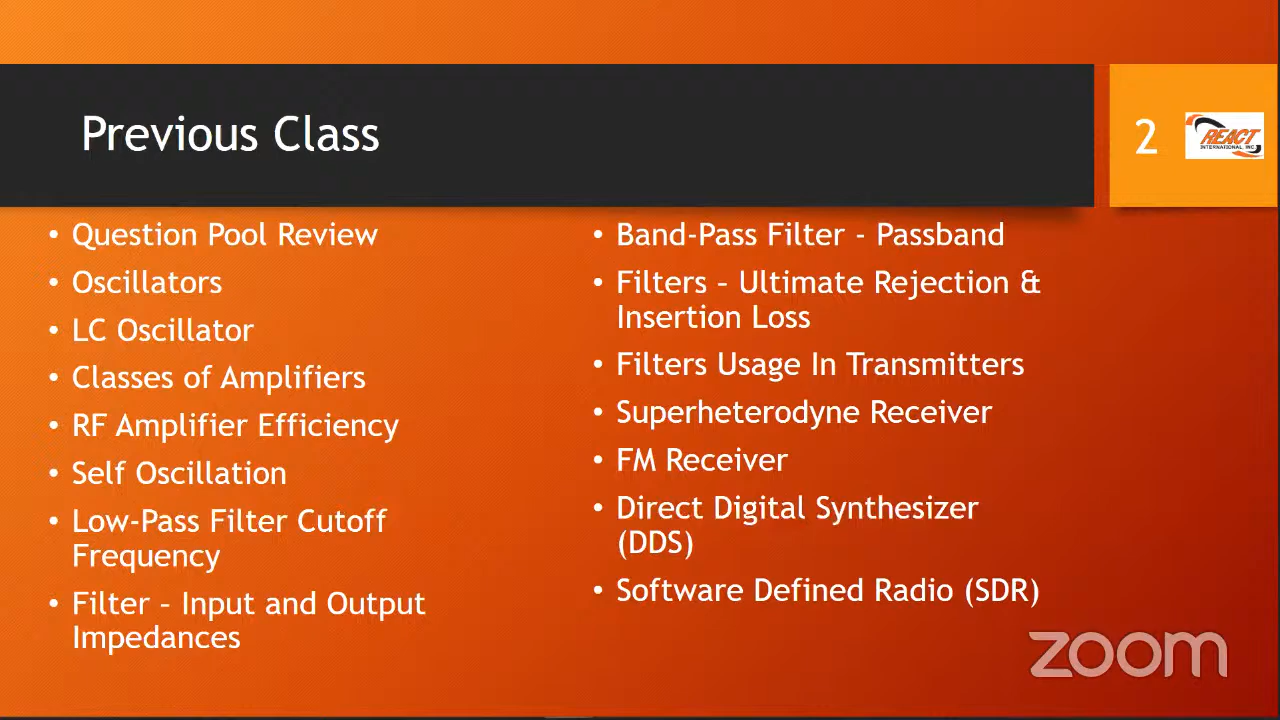 Previous Class
2
REACT
INTERNATIONAL INC.
• Question Pool Review
• Oscillators
• LC Oscillator
• Classes of Amplifiers
• RF Amplifier Efficiency
• Self Oscillation
• Low-Pass Filter Cutoff
Frequency
• Filter – Input and Output
Impedances
• Band-Pass Filter - Passband
• Filters – Ultimate Rejection &
Insertion Loss
• Filters Usage In Transmitters
• Superheterodyne Receiver
• FM Receiver
• Direct Digital Synthesizer
(DDS)
• Software Defined Radio (SDR)
zoom